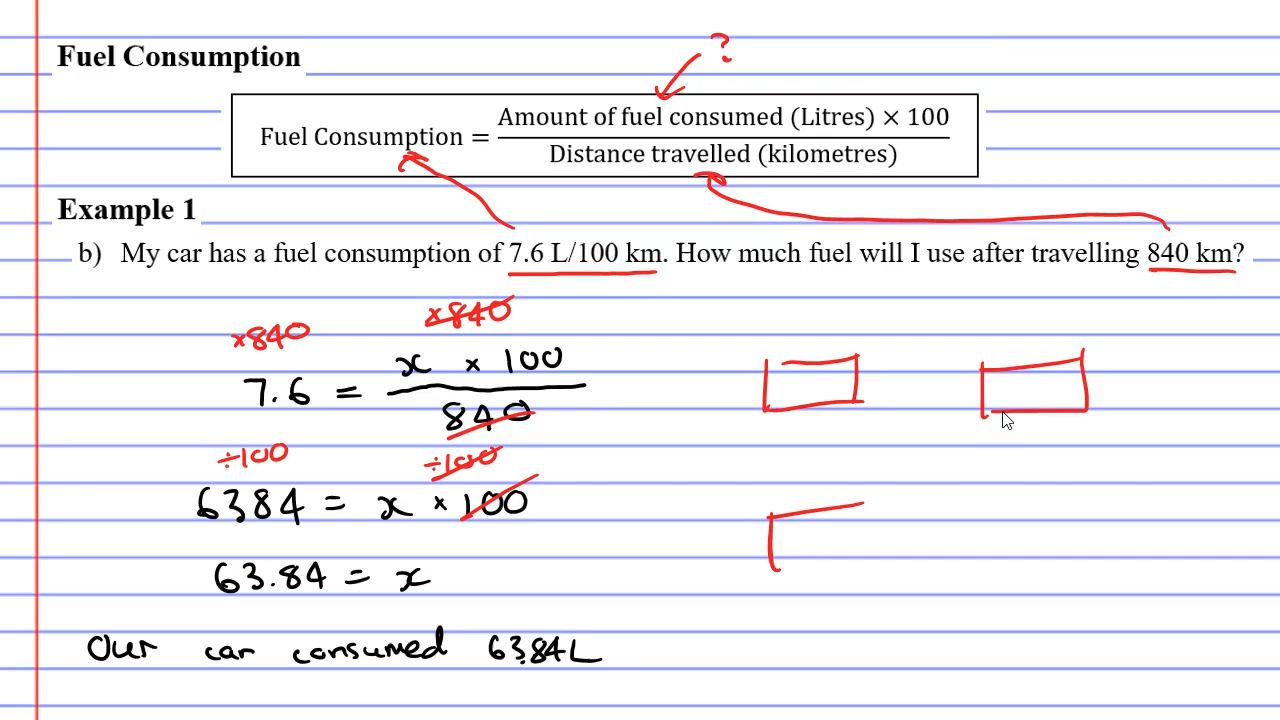 Fuel Consumption
?
Fuel Consumption = Amount of fuel consumed (Litres) × 100
Distance travelled (kilometres)
Example 1
b) My car has a fuel consumption of 7.6 L/100 km. How much fuel will I use after travelling 840 km?
×840 ×840
7.6 = x × 100
840
÷100 ÷100
6384 = x × 100
63.84 = x
Our car consumed 63.84L